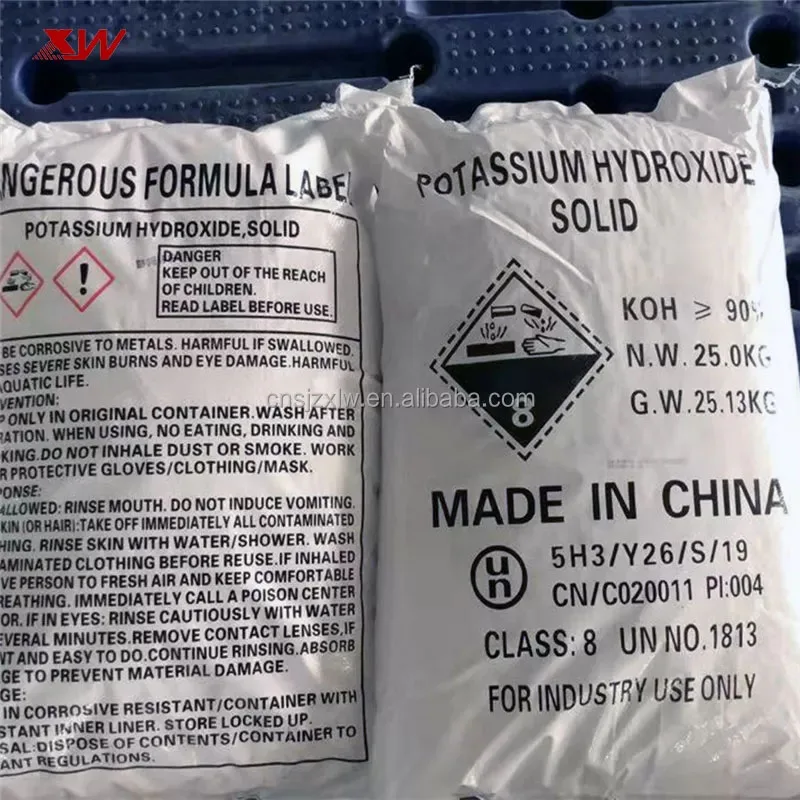 XW
NGEROUS FORMULA LABEL
POTASSIUM HYDROXIDE,SOLID
DANGER
KEEP OUT OF THE REACH
OF CHILDREN.
READ LABEL BEFORE USE.
BE CORROSIVE TO METALS. HARMFUL IF SWALLOWED.
SES SEVERE SKIN BURNS AND EYE DAMAGE.HARMFUL
AQUATIC LIFE.
VENTION:
P ONLY IN ORIGINAL CONTAINER.WASH AFTER
RATION. WHEN USING, NO EATING, DRINKING AND
KING.DO NOT INHALE DUST OR SMOKE. WORK
R PROTECTIVE GLOVES/CLOTHING/MASK.
PONSE:
ALLOWED: RINSE MOUTH. DO NOT INDUCE VOMITING.
KIN (OR HAIR):TAKE OFF IMMEDIATELY ALL CONTAMINATED
HING. RINSE SKIN WITH WATER/SHOWER. WASH
AMINATED CLOTHING BEFORE REUSE.IF INHALED
VE PERSON TO FRESH AIR AND KEEP COMFORTABLE
REATHING. IMMEDIATELY CALL A POISON CENTER
OR. IF IN EYES: RINSE CAUTIOUSLY WITH WATER
EVERAL MINUTES.REMOVE CONTACT LENSES,IF
NT AND EASY TO DO.CONTINUE RINSING.ABSORB
GE TO PREVENT MATERIAL DAMAGE.
GE:
IN CORROSIVE RESISTANT/CONTAINER WITH
STANT INNER LINER. STORE LOCKED UP.
SAL:DISPOSE OF CONTENTS/CONTAINER TO
ANT REGULATIONS.
POTASSIUM HYDROXIDE
SOLID
8
KOH ≥ 90%
N.W. 25.0KG
G.W.25.13KG
cnsjzxlw.en.alibaba.com
MADE IN CHINA
un
5H3/Y26/S/19
CN/C020011 PI:004
CLASS: 8 UN NO.1813
FOR INDUSTRY USE ONLY